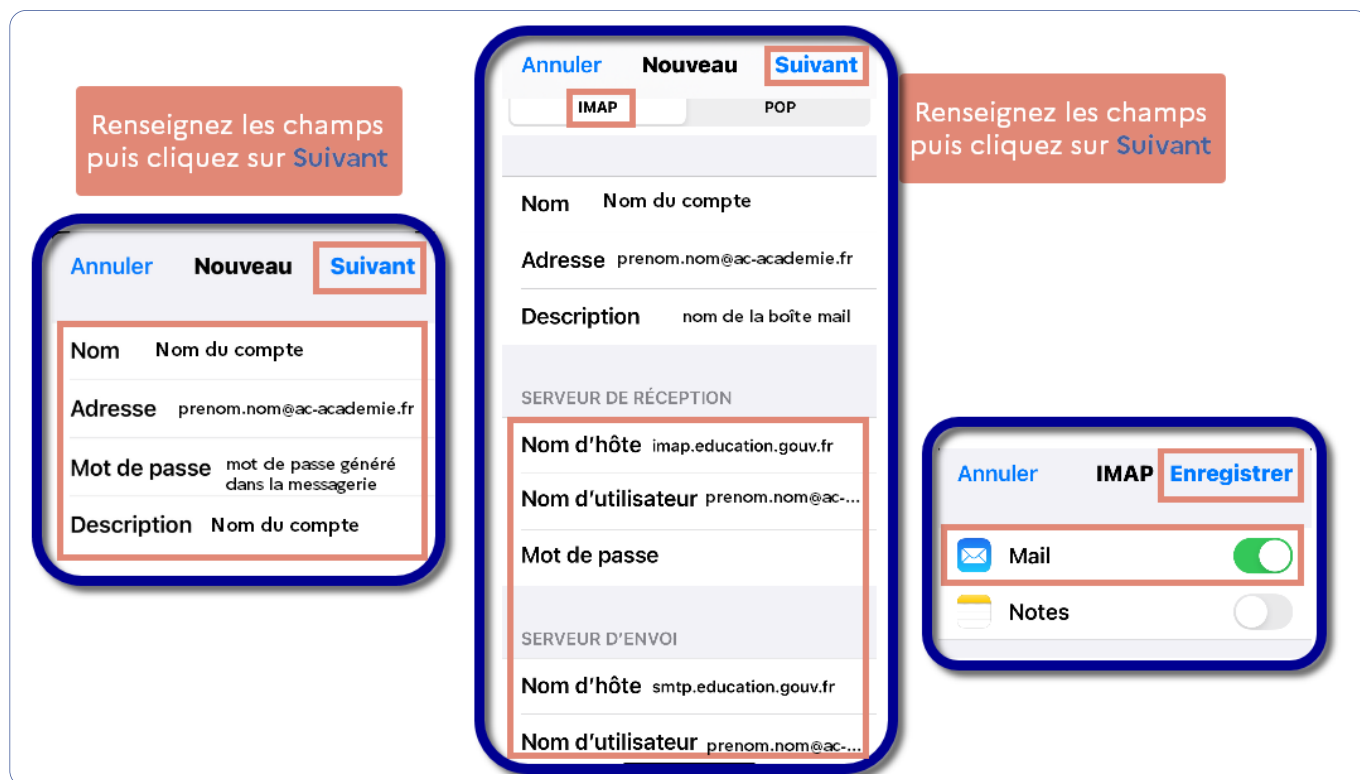 Renseignez les champs
puis cliquez sur Suivant
Annuler Nouveau Suivant
Nom Nom du compte
Adresse prenom.nom@ac-academie.fr
Mot de passe mot de passe généré
dans la messagerie
Description Nom du compte
Annuler Nouveau Suivant
IMAP POP
Nom Nom du compte
Adresse prenom.nom@ac-academie.fr
Description nom de la boîte mail
SERVEUR DE RÉCEPTION
Nom d'hôte imap.education.gouv.fr
Nom d'utilisateur prenom.nom@ac-...
Mot de passe
SERVEUR D'ENVOI
Nom d'hôte smtp.education.gouv.fr
Nom d'utilisateur prenom.nom@ac-...
Renseignez les champs
puis cliquez sur Suivant
Annuler IMAP Enregistrer
Mail
Notes